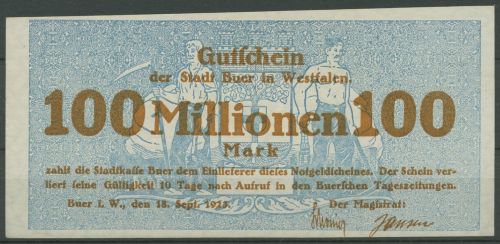 Gutschein
der Stadt Buer in Westfalen.
100 Millionen 100
Mark
zahlt die Stadtkasse Buer dem Einlieferer dieses Notgeldscheines. Der Schein ver-
liert seine Gültigkeit 10 Tage nach Aufruf in den Buerschen Tageszeitungen.
Buer i. W., den 18. Sept. 1923. Der Magistrat:
Jansen